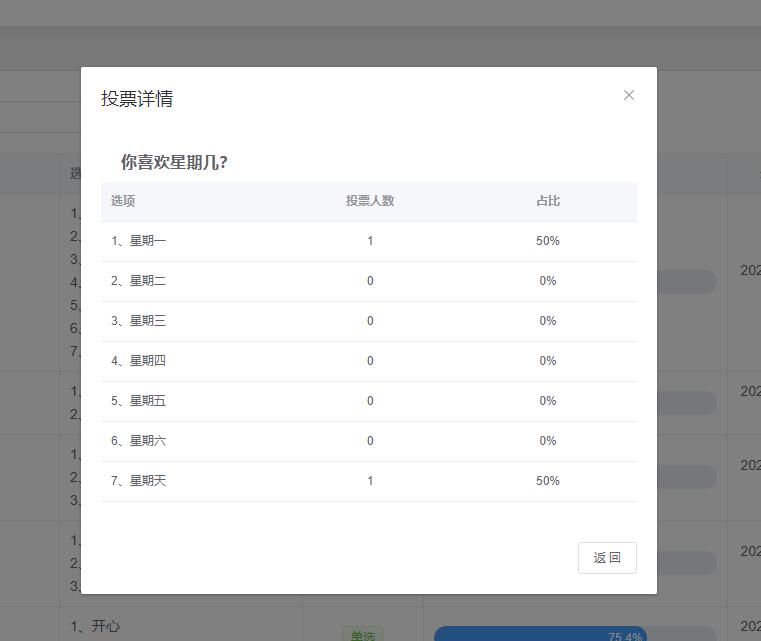 投票详情
你喜欢星期几?
选项 投票人数 占比
1、星期一 1 50%
2、星期二 0 0%
3、星期三 0 0%
4、星期四 0 0%
5、星期五 0 0%
6、星期六 0 0%
7、星期天 1 50%
返 回
选
1、
2、
3、
4、
5、
6、
7、
202
1、
2、
202
1、
2、
3、
202
1、
2、
3、
202
1、开心 单选 75.4% 202